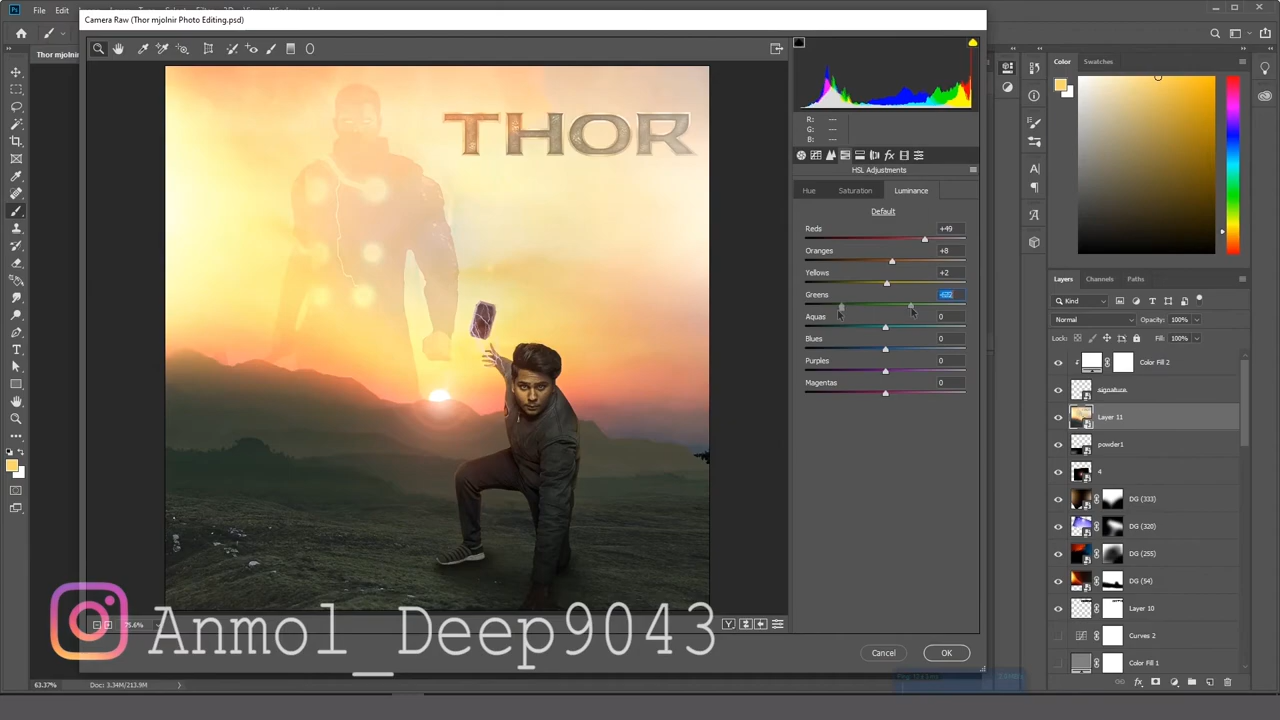 Ps File Edit
Camera Raw (Thor mjolnir Photo Editing.psd)
Thor mjolnir
THOR
R: ---
G: ---
B: ---
HSL Adjustments
Hue Saturation Luminance
Default
Reds +49
Oranges +8
Yellows +2
Greens
Aquas 0
Blues 0
Purples 0
Magentas 0
75.6%
Y
Cancel OK
Color Swatches
Layers Channels Paths
Kind
Normal Opacity: 100%
Lock: Fill: 100%
Color Fill 2
signature.
Layer 11
powder1
4
DG (333)
DG (320)
DG (255)
DG (54)
Layer 10
Curves 2
Color Fill 1
63.37% Doc: 3.34M/213.9M
Anmol_Deep9043